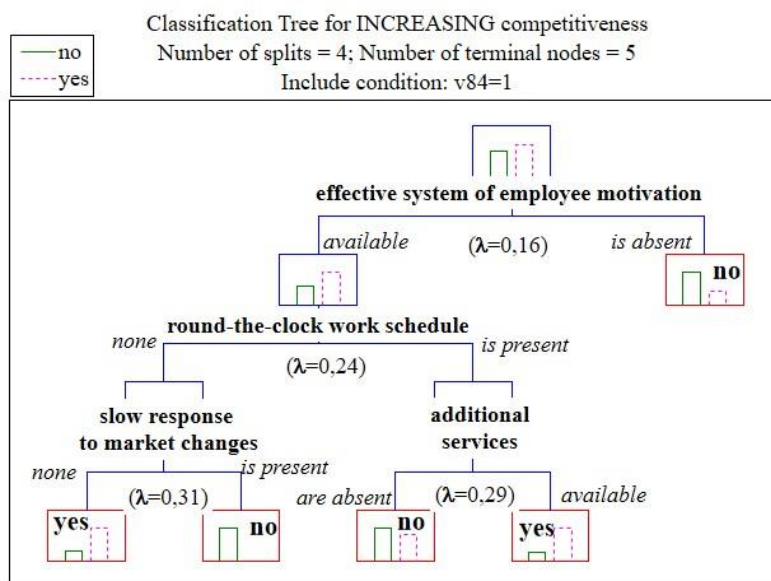 Classification Tree for INCREASING competitiveness
no
Number of splits = 4; Number of terminal nodes = 5
yes
Include condition: v84=1
effective system of employee motivation
available
(λ=0,16)
is absent
no
round-the-clock work schedule
none
is present
(λ=0,24)
slow response
to market changes
additional
services
none
is present
(λ=0,31)
are absent
(λ=0,29)
available
yes
no
no
yes